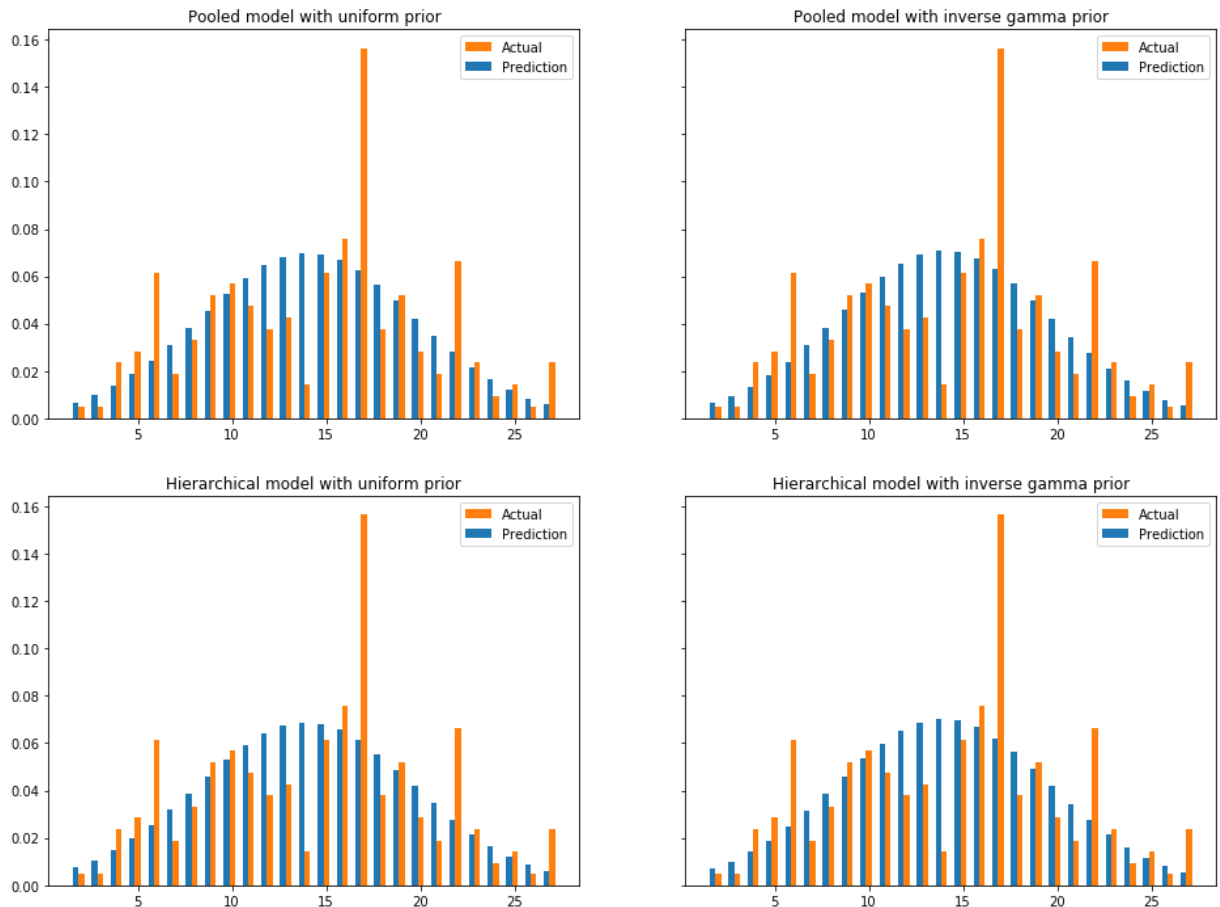 Pooled model with uniform prior
0.16
0.14
0.12
0.10
0.08
0.06
0.04
0.02
0.00
5 10 15 20 25
Actual
Prediction
Pooled model with inverse gamma prior
5 10 15 20 25
Actual
Prediction
Hierarchical model with uniform prior
0.16
0.14
0.12
0.10
0.08
0.06
0.04
0.02
0.00
5 10 15 20 25
Actual
Prediction
Hierarchical model with inverse gamma prior
5 10 15 20 25
Actual
Prediction